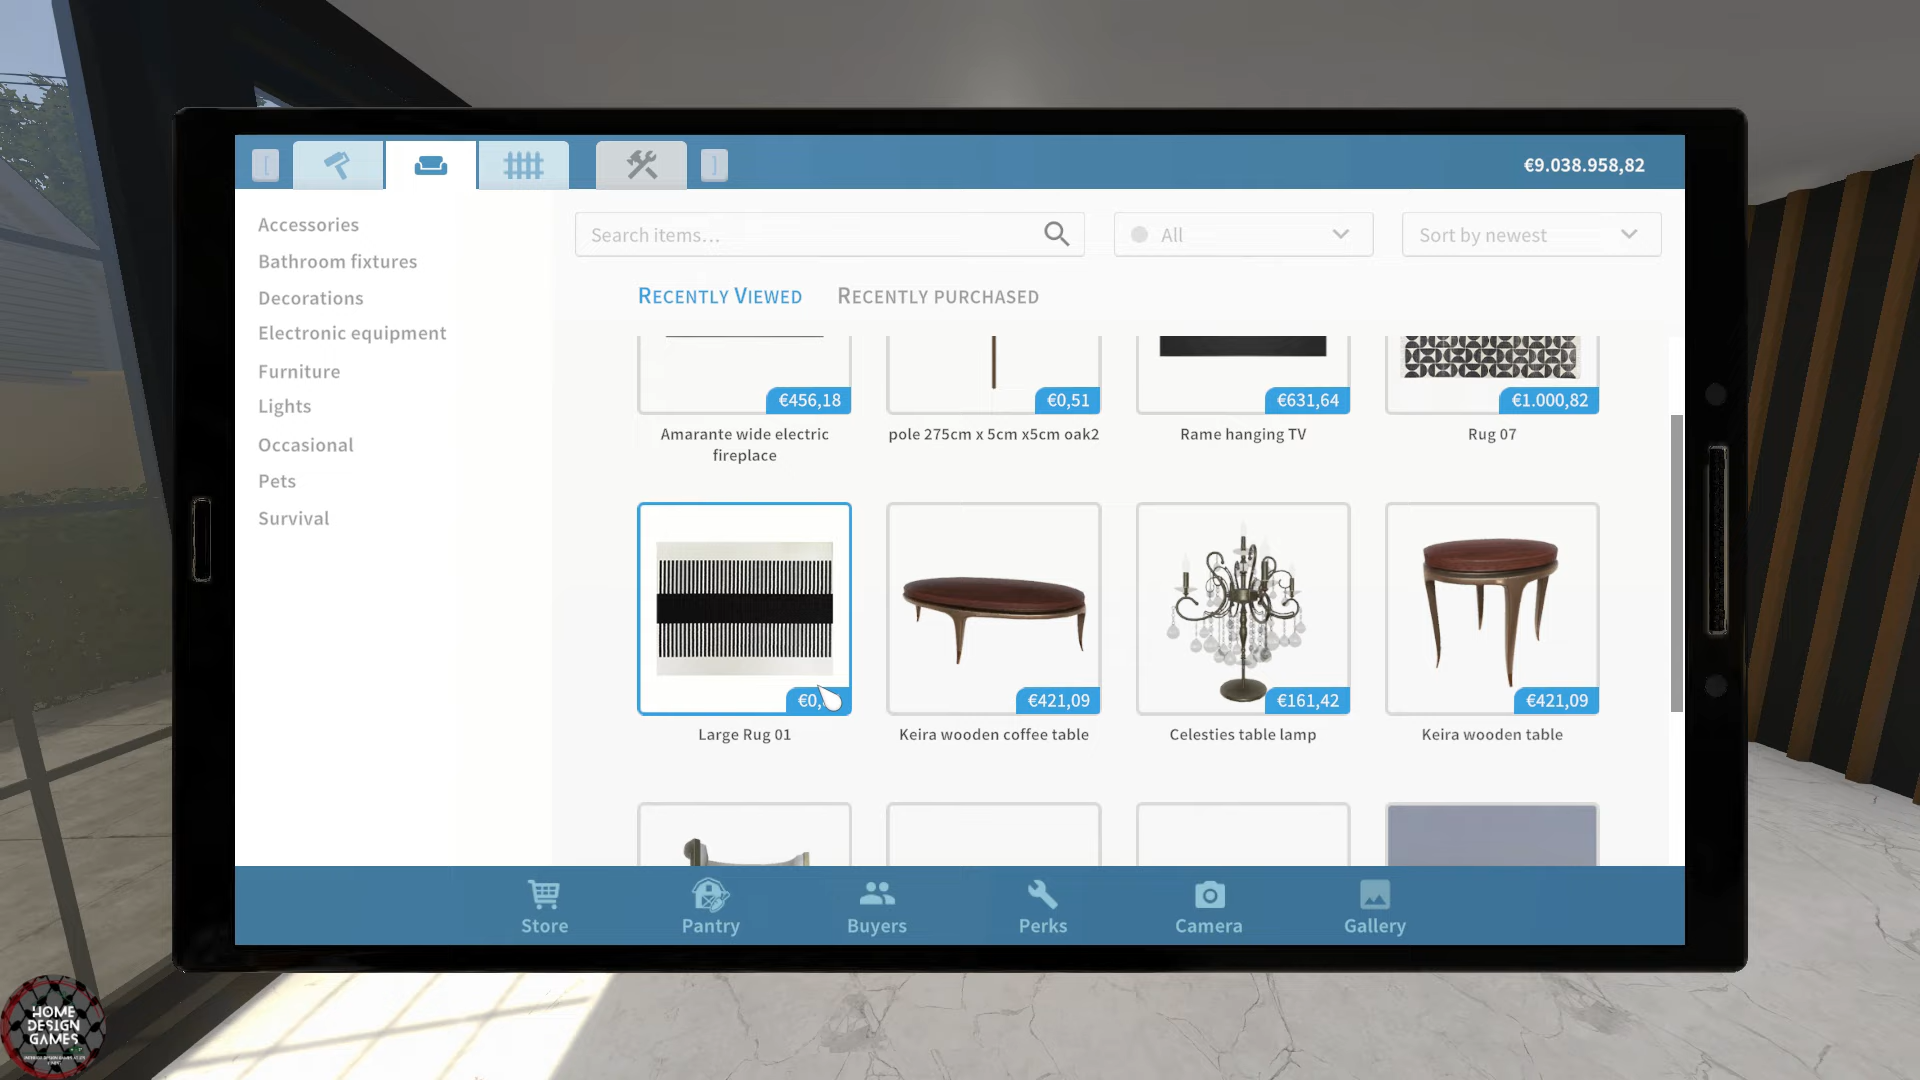 [
]
€9.038.958,82
Accessories
Bathroom fixtures
Decorations
Electronic equipment
Furniture
Lights
Occasional
Pets
Survival
Search items...
All
Sort by newest
RECENTLY VIEWED
RECENTLY PURCHASED
€456,18
€0,51
€631,64
€1.000,82
Amarante wide electric
fireplace
pole 275cm x 5cm x5cm oak2
Rame hanging TV
Rug 07
€0,
€421,09
€161,42
€421,09
Large Rug 01
Keira wooden coffee table
Celesties table lamp
Keira wooden table
Store
Pantry
Buyers
Perks
Camera
Gallery
HOME
DESIGN
GAMES